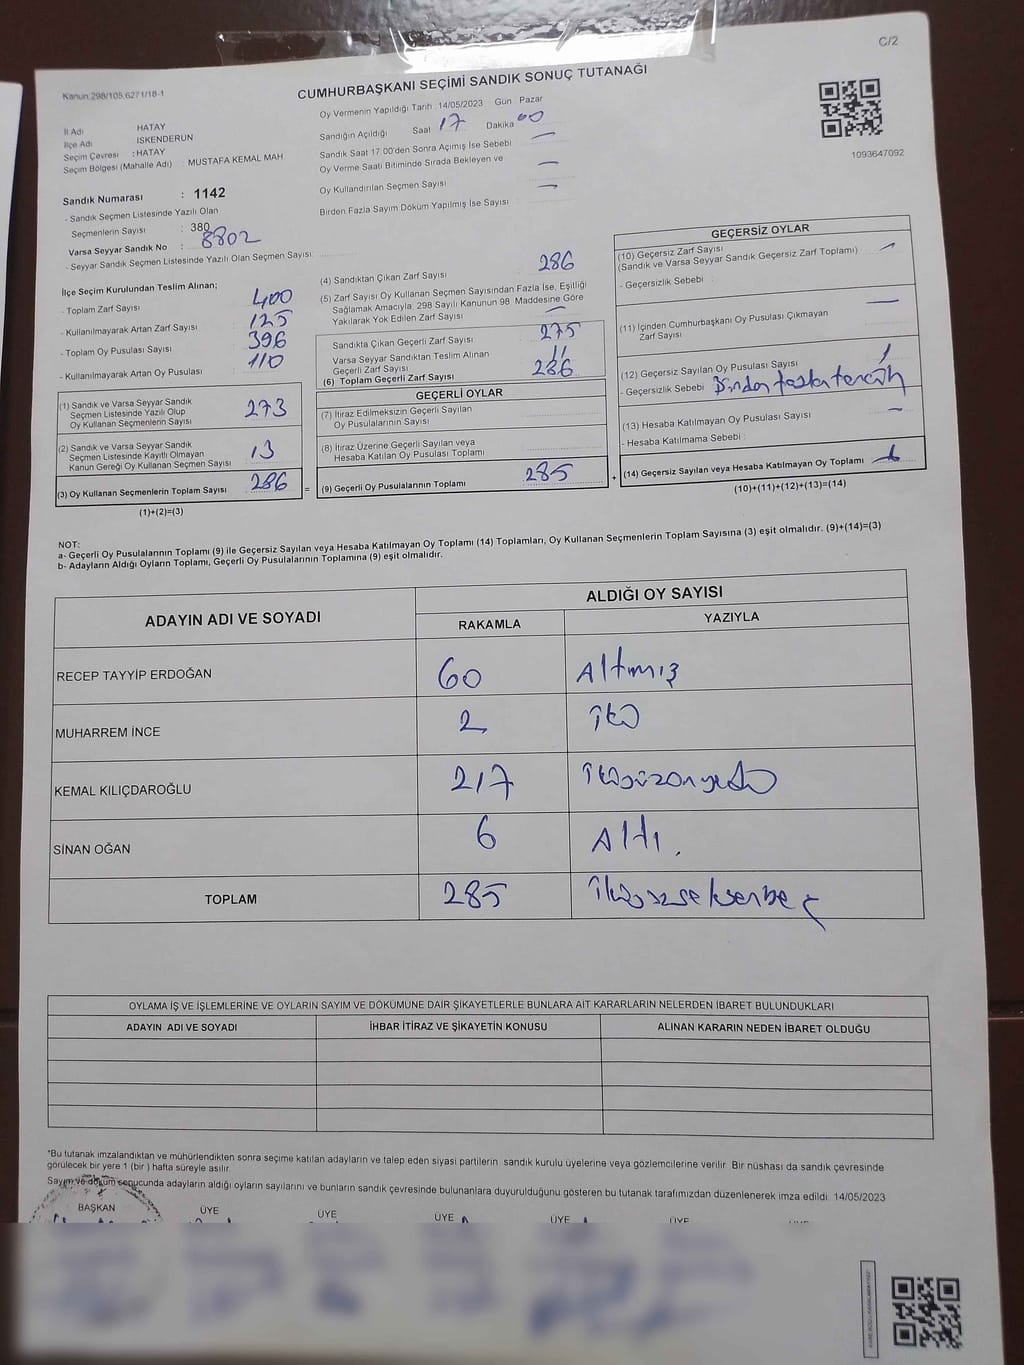 C/2
Kanun:298/105,6271/18-1
CUMHURBAŞKANI SEÇİMİ SANDIK SONUÇ TUTANAĞI
İl Adı HATAY
İlçe Adı İSKENDERUN
Seçim Çevresi : HATAY
Seçim Bölgesi (Mahalle Adı) : MUSTAFA KEMAL MAH
Oy Vermenin Yapıldığı Tarih 14/05/2023 Gün Pazar
Sandığın Açıldığı Saat 17 Dakika 00
Sandık Saat 17:00'den Sonra Açılmış İse Sebebi —
Oy Verme Saati Bitiminde Sırada Bekleyen ve
Oy Kullandırılan Seçmen Sayısı —
Birden Fazla Sayım Döküm Yapılmış İse Sayısı —
1093647092
Sandık Numarası : 1142
- Sandık Seçmen Listesinde Yazılı Olan
Seçmenlerin Sayısı : 380
Varsa Seyyar Sandık No : 8802
- Seyyar Sandık Seçmen Listesinde Yazılı Olan Seçmen Sayısı:
İlçe Seçim Kurulundan Teslim Alınan;
- Toplam Zarf Sayısı 400
- Kullanılmayarak Artan Zarf Sayısı 125
- Toplam Oy Pusulası Sayısı 396
- Kullanılmayarak Artan Oy Pusulası 110
(1) Sandık ve Varsa Seyyar Sandık
Seçmen Listesinde Yazılı Olup
Oy Kullanan Seçmenlerin Sayısı 273
(2) Sandık ve Varsa Seyyar Sandık
Seçmen Listesinde Kayıtlı Olmayan
Kanun Gereği Oy Kullanan Seçmen Sayısı 13
(3) Oy Kullanan Seçmenlerin Toplam Sayısı 286
(1)+(2)=(3)
(4) Sandıktan Çıkan Zarf Sayısı 286
(5) Zarf Sayısı Oy Kullanan Seçmen Sayısından Fazla İse, Eşitliği
Sağlamak Amacıyla, 298 Sayılı Kanunun 98. Maddesine Göre
Yakılarak Yok Edilen Zarf Sayısı —
Sandıkta Çıkan Geçerli Zarf Sayısı 275
Varsa Seyyar Sandıktan Teslim Alınan
Geçerli Zarf Sayısı 11
(6) Toplam Geçerli Zarf Sayısı 286
GEÇERLİ OYLAR
(7) İtiraz Edilmeksizin Geçerli Sayılan
Oy Pusulasının Sayısı
(8) İtiraz Üzerine Geçerli Sayılan veya
Hesaba Katılan Oy Pusulası Toplamı
= (9) Geçerli Oy Pusulalarının Toplamı 285
GEÇERSİZ OYLAR
(10) Geçersiz Zarf Sayısı —
(Sandık ve Varsa Seyyar Sandık Geçersiz Zarf Toplamı)
- Geçersizlik Sebebi :
(11) İçinden Cumhurbaşkanı Oy Pusulası Çıkmayan —
Zarf Sayısı
(12) Geçersiz Sayılan Oy Pusulası Sayısı 1
- Geçersizlik Sebebi Birden fazla tercih
(13) Hesaba Katılmayan Oy Pusulası Sayısı —
- Hesaba Katılmama Sebebi :
+ (14) Geçersiz Sayılan veya Hesaba Katılmayan Oy Toplamı
(10)+(11)+(12)+(13)=(14)
NOT:
a- Geçerli Oy Pusulalarının Toplamı (9) ile Geçersiz Sayılan veya Hesaba Katılmayan Oy Toplamı (14) Toplamları, Oy Kullanan Seçmenlerin Toplam Sayısına (3) eşit olmalıdır. (9)+(14)=(3)
b- Adayların Aldığı Oyların Toplamı, Geçerli Oy Pusulalarının Toplamına (9) eşit olmalıdır.
ADAYIN ADI VE SOYADI ALDIĞI OY SAYISI
RAKAMLA YAZIYLA
RECEP TAYYİP ERDOĞAN 60 Altmış
MUHARREM İNCE 2 iki
KEMAL KILIÇDAROĞLU 217 ikiyüzonyedi
SİNAN OĞAN 6 Altı.
TOPLAM 285 ikiyüzseksenbeş
OYLAMA İŞ VE İŞLEMLERİNE VE OYLARIN SAYIM VE DÖKÜMÜNE DAİR ŞİKAYETLERLE BUNLARA AİT KARARLARIN NELERDEN İBARET BULUNDUKLARI
ADAYIN ADI VE SOYADI İHBAR İTİRAZ VE ŞİKAYETİN KONUSU ALINAN KARARIN NEDEN İBARET OLDUĞU
*Bu tutanak imzalandıktan ve mühürlendikten sonra seçime katılan adayların ve talep eden siyasi partilerin sandık kurulu üyelerine veya gözlemcilerine verilir. Bir nüshası da sandık çevresinde
görülecek bir yere 1 (bir ) hafta süreyle asılır.
Sayım ve döküm sonucunda adayların aldığı oyların sayılarını ve bunların sandık çevresinde bulunanlara duyurulduğunu gösteren bu tutanak tarafımızdan düzenlenerek imza edildi. 14/05/2023
BAŞKAN ÜYE ÜYE ÜYE ÜYE ÜYE